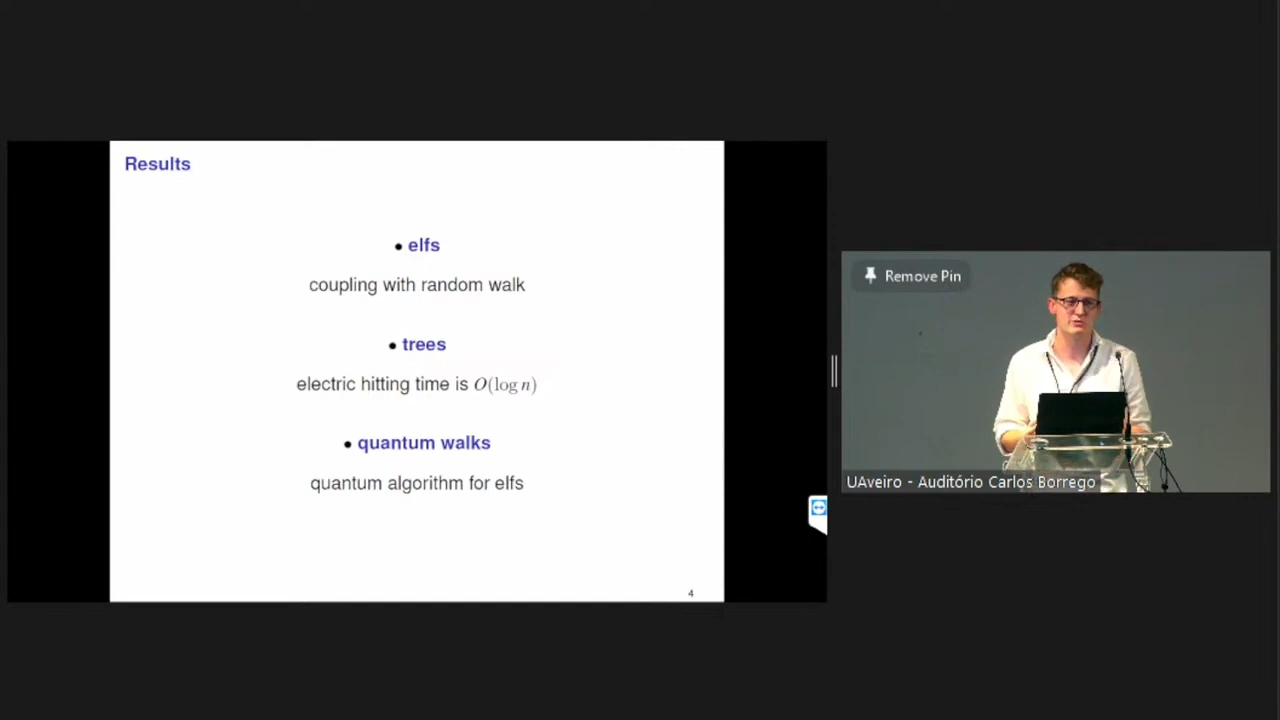 Results
• elfs
coupling with random walk
• trees
electric hitting time is O(log n)
• quantum walks
quantum algorithm for elfs
4
Remove Pin
UAveiro - Auditório Carlos Borrego